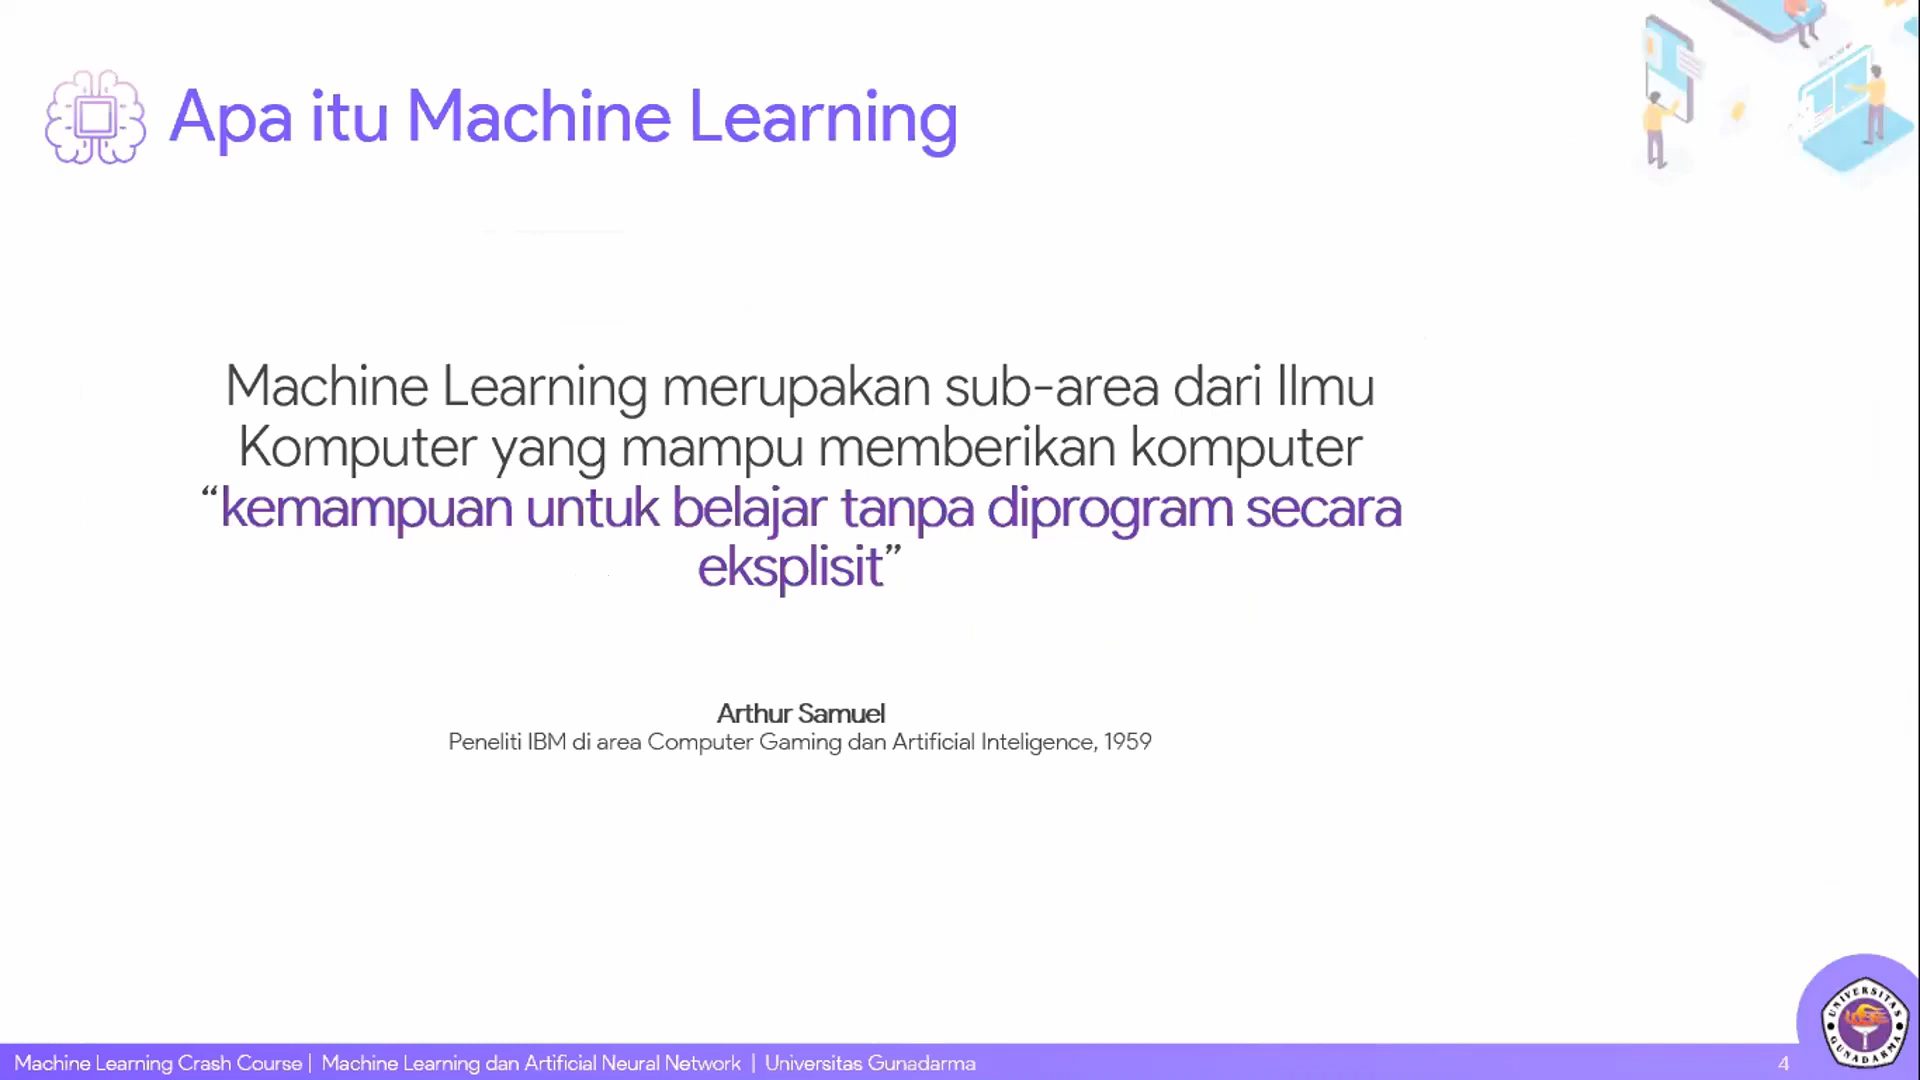 Apa itu Machine Learning
Machine Learning merupakan sub-area dari Ilmu
Komputer yang mampu memberikan komputer
“kemampuan untuk belajar tanpa diprogram secara
eksplisit”
Arthur Samuel
Peneliti IBM di area Computer Gaming dan Artificial Inteligence, 1959
Machine Learning Crash Course | Machine Learning dan Artificial Neural Network | Universitas Gunadarma
4
UNIVERSITAS
GUNADARMA